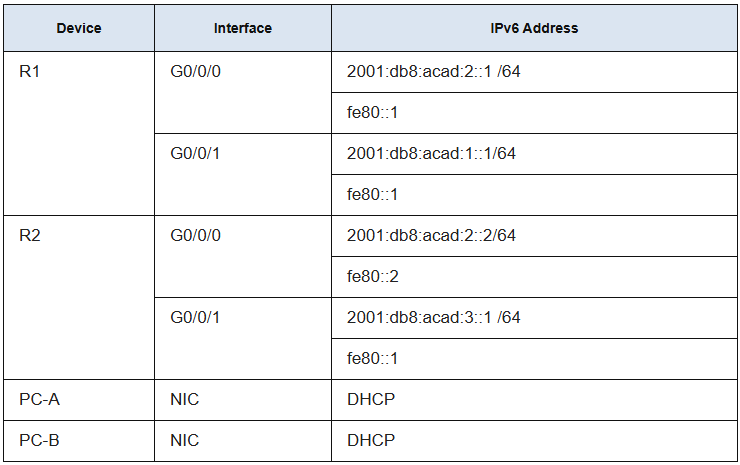 Device Interface IPv6 Address
R1 G0/0/0 2001:db8:acad:2::1 /64
fe80::1
G0/0/1 2001:db8:acad:1::1/64
fe80::1
R2 G0/0/0 2001:db8:acad:2::2/64
fe80::2
G0/0/1 2001:db8:acad:3::1 /64
fe80::1
PC-A NIC DHCP
PC-B NIC DHCP